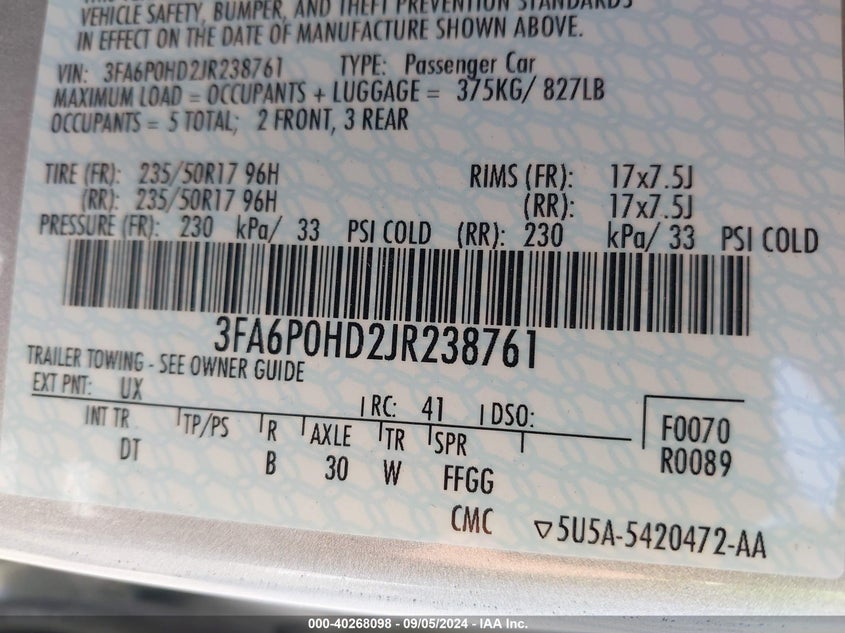 VEHICLE SAFETY, BUMPER, AND THEFT PREVENTION STANDARDS
IN EFFECT ON THE DATE OF MANUFACTURE SHOWN ABOVE.
VIN: 3FA6P0HD2JR238761 TYPE: Passenger Car
MAXIMUM LOAD = OCCUPANTS + LUGGAGE = 375KG/ 827LB
OCCUPANTS = 5 TOTAL; 2 FRONT, 3 REAR
TIRE (FR): 235/50R17 96H RIMS (FR): 17x7.5J
(RR): 235/50R17 96H (RR): 17x7.5J
PRESSURE (FR): 230 kPa/ 33 PSI COLD (RR): 230 kPa/ 33 PSI COLD
3FA6P0HD2JR238761
TRAILER TOWING - SEE OWNER GUIDE
EXT PNT: UX RC: 41 DSO:
INT TR TP/PS R AXLE TR SPR F0070
DT B 30 W FFGG R0089
CMC ▽5U5A-5420472-AA
000-40268098 - 09/05/2024 - IAA Inc.